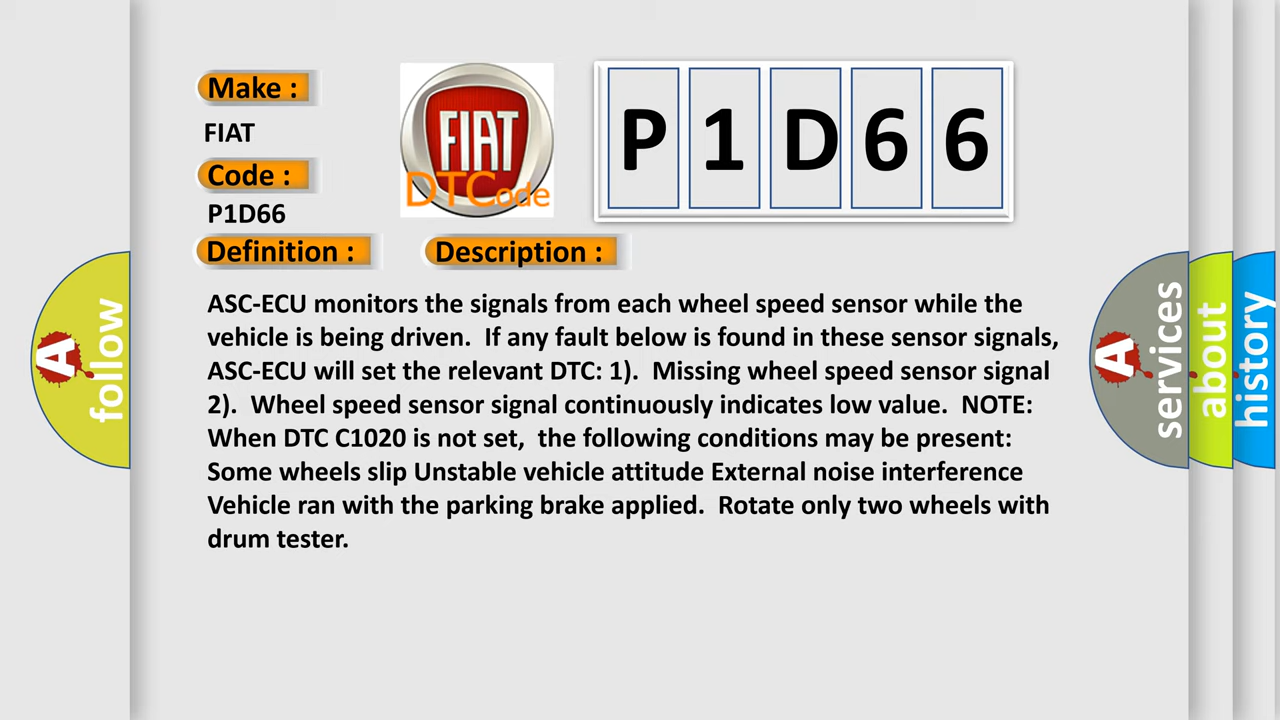 Make :
FIAT
Code :
P1D66
Definition :
Description :
FIAT
DTCode
P 1 D 6 6
ASC-ECU monitors the signals from each wheel speed sensor while the
vehicle is being driven. If any fault below is found in these sensor signals,
ASC-ECU will set the relevant DTC: 1). Missing wheel speed sensor signal
2). Wheel speed sensor signal continuously indicates low value. NOTE:
When DTC C1020 is not set, the following conditions may be present:
Some wheels slip Unstable vehicle attitude External noise interference
Vehicle ran with the parking brake applied. Rotate only two wheels with
drum tester.
A
follow
A
services
about
history